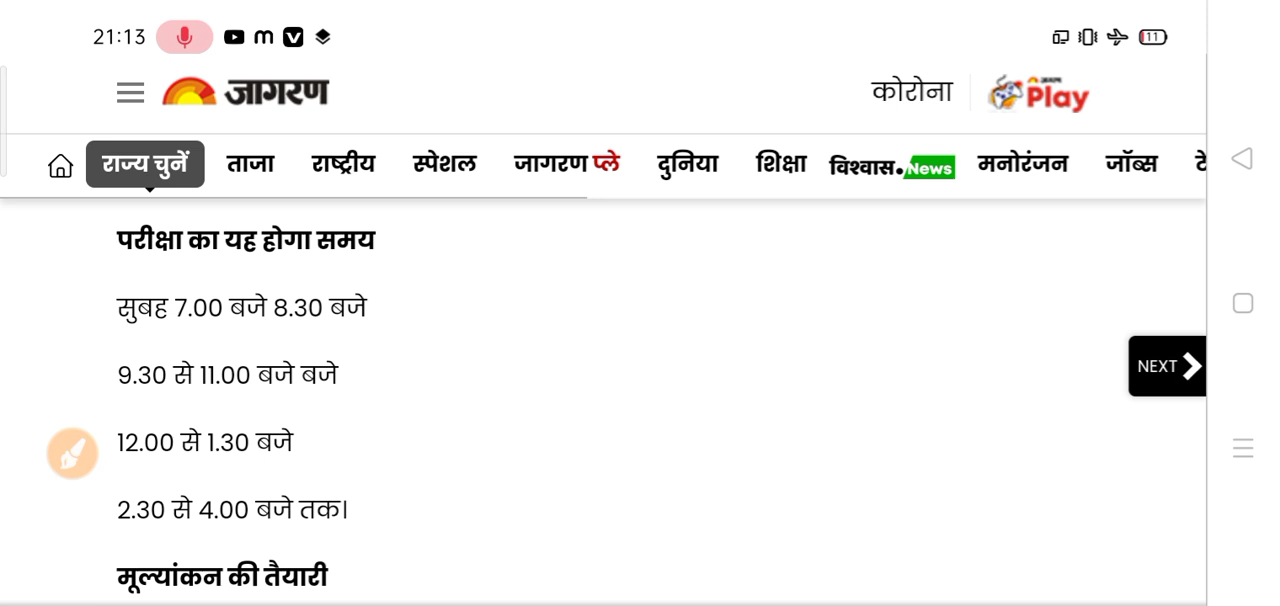 21:13
11
जागरण
कोरोना
जागरण
Play
राज्य चुनें ताजा राष्ट्रीय स्पेशल जागरण प्ले दुनिया शिक्षा विश्वास.News मनोरंजन जॉब्स टे
परीक्षा का यह होगा समय
सुबह 7.00 बजे 8.30 बजे
9.30 से 11.00 बजे बजे
NEXT
12.00 से 1.30 बजे
2.30 से 4.00 बजे तक।
मूल्यांकन की तैयारी